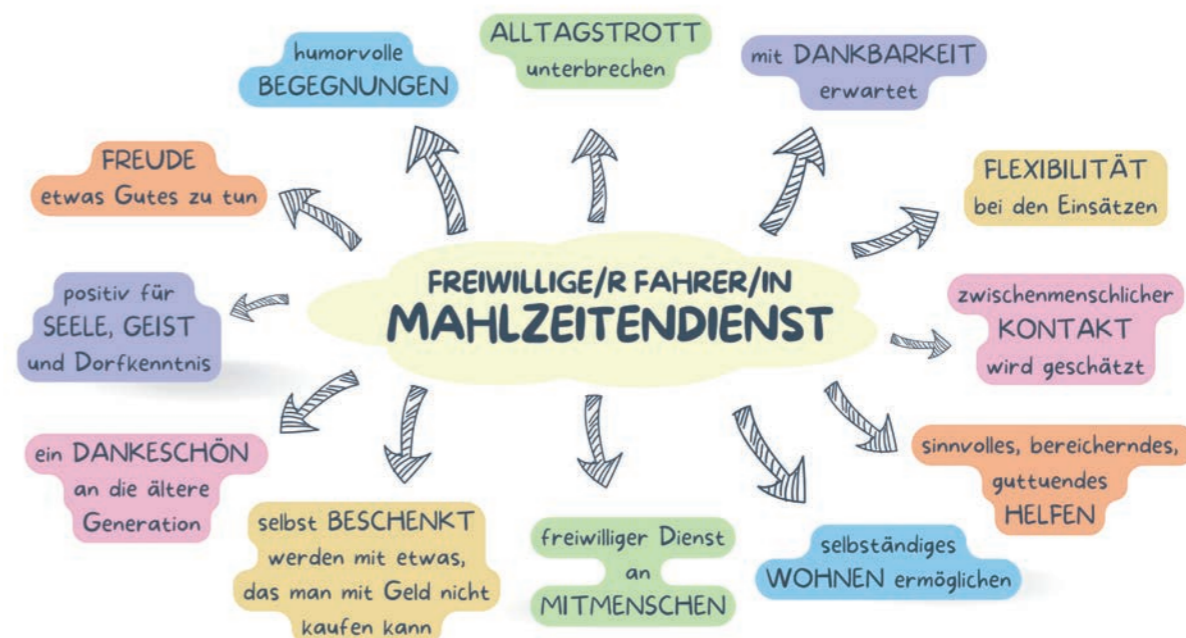 humorvolle
BEGEGNUNGEN
ALLTAGSTROTT
unterbrechen
mit DANKBARKEIT
erwartet
FREUDE
etwas Gutes zu tun
FLEXIBILITÄT
bei den Einsätzen
FREIWILLIGE/R FAHRER/IN
MAHLZEITENDIENST
positiv für
SEELE, GEIST
und Dorfkenntnis
zwischenmenschlicher
KONTAKT
wird geschätzt
ein DANKESCHÖN
an die ältere
Generation
sinnvolles, bereicherndes,
guttuendes
HELFEN
selbst BESCHENKT
werden mit etwas,
das man mit Geld nicht
kaufen kann
freiwilliger Dienst
an
MITMENSCHEN
selbständiges
WOHNEN ermöglichen